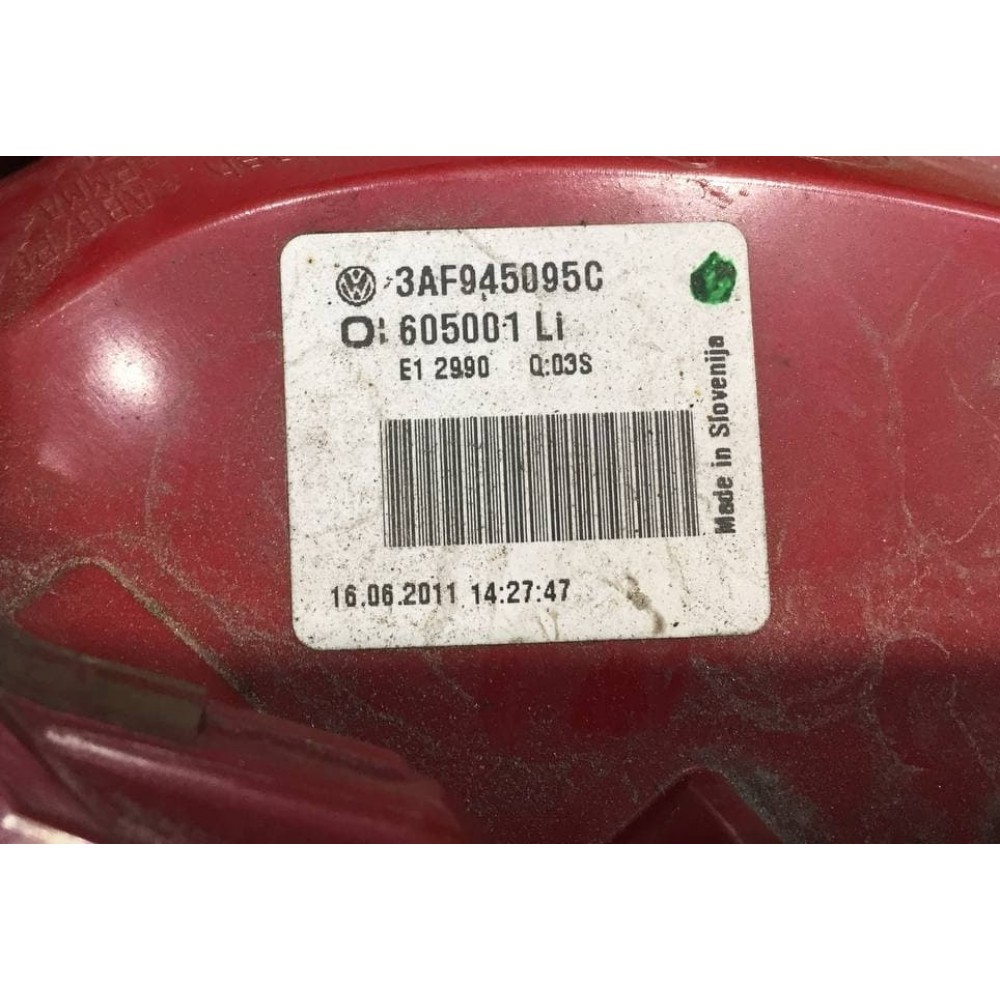 3AF945095C
O: 605001 Li
E1 2990 Q:03S
Made in Slovenija
16.06.2011 14:27:47